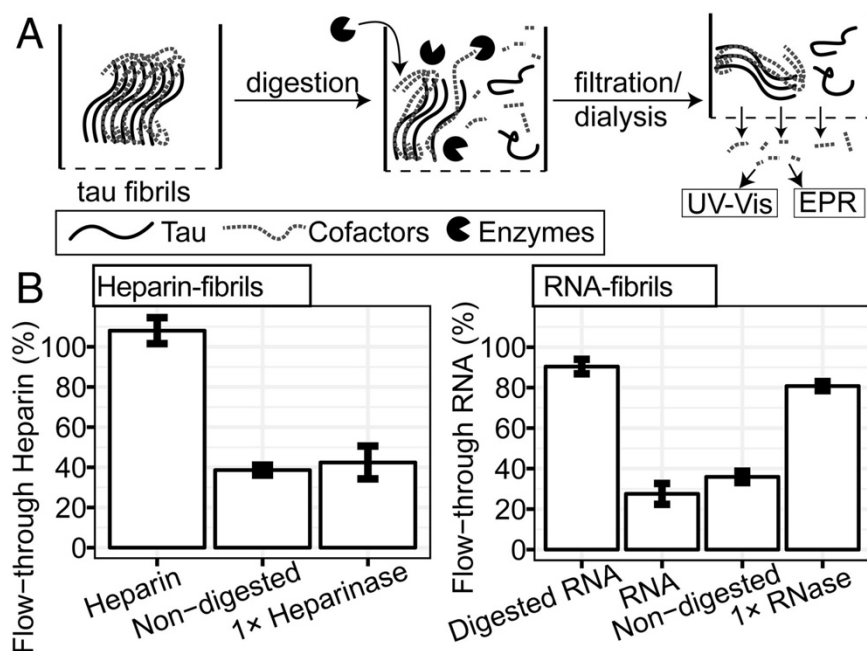 A
digestion
filtration/
dialysis
tau fibrils
UV-Vis
EPR
Tau
Cofactors
Enzymes
B
Heparin-fibrils
Flow−through Heparin (%)
100
80
60
40
20
0
Heparin
Non−digested
1× Heparinase
RNA-fibrils
Flow−through RNA (%)
100
80
60
40
20
0
Digested RNA
RNA
Non−digested
1× RNase